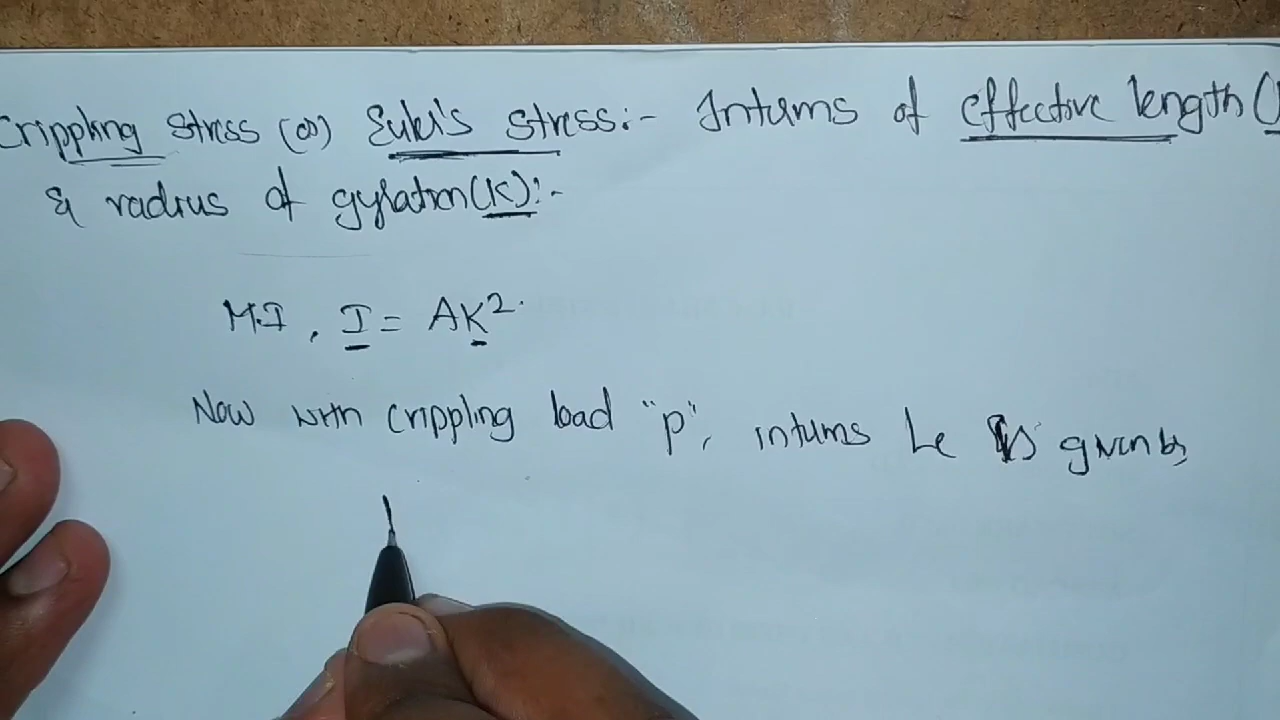 Crippling stress (or) Euler's stress:- Interms of effective length (
& radius of gyration (K):-
M.I , I = AK².
Now with crippling load "p", interms Le is given by